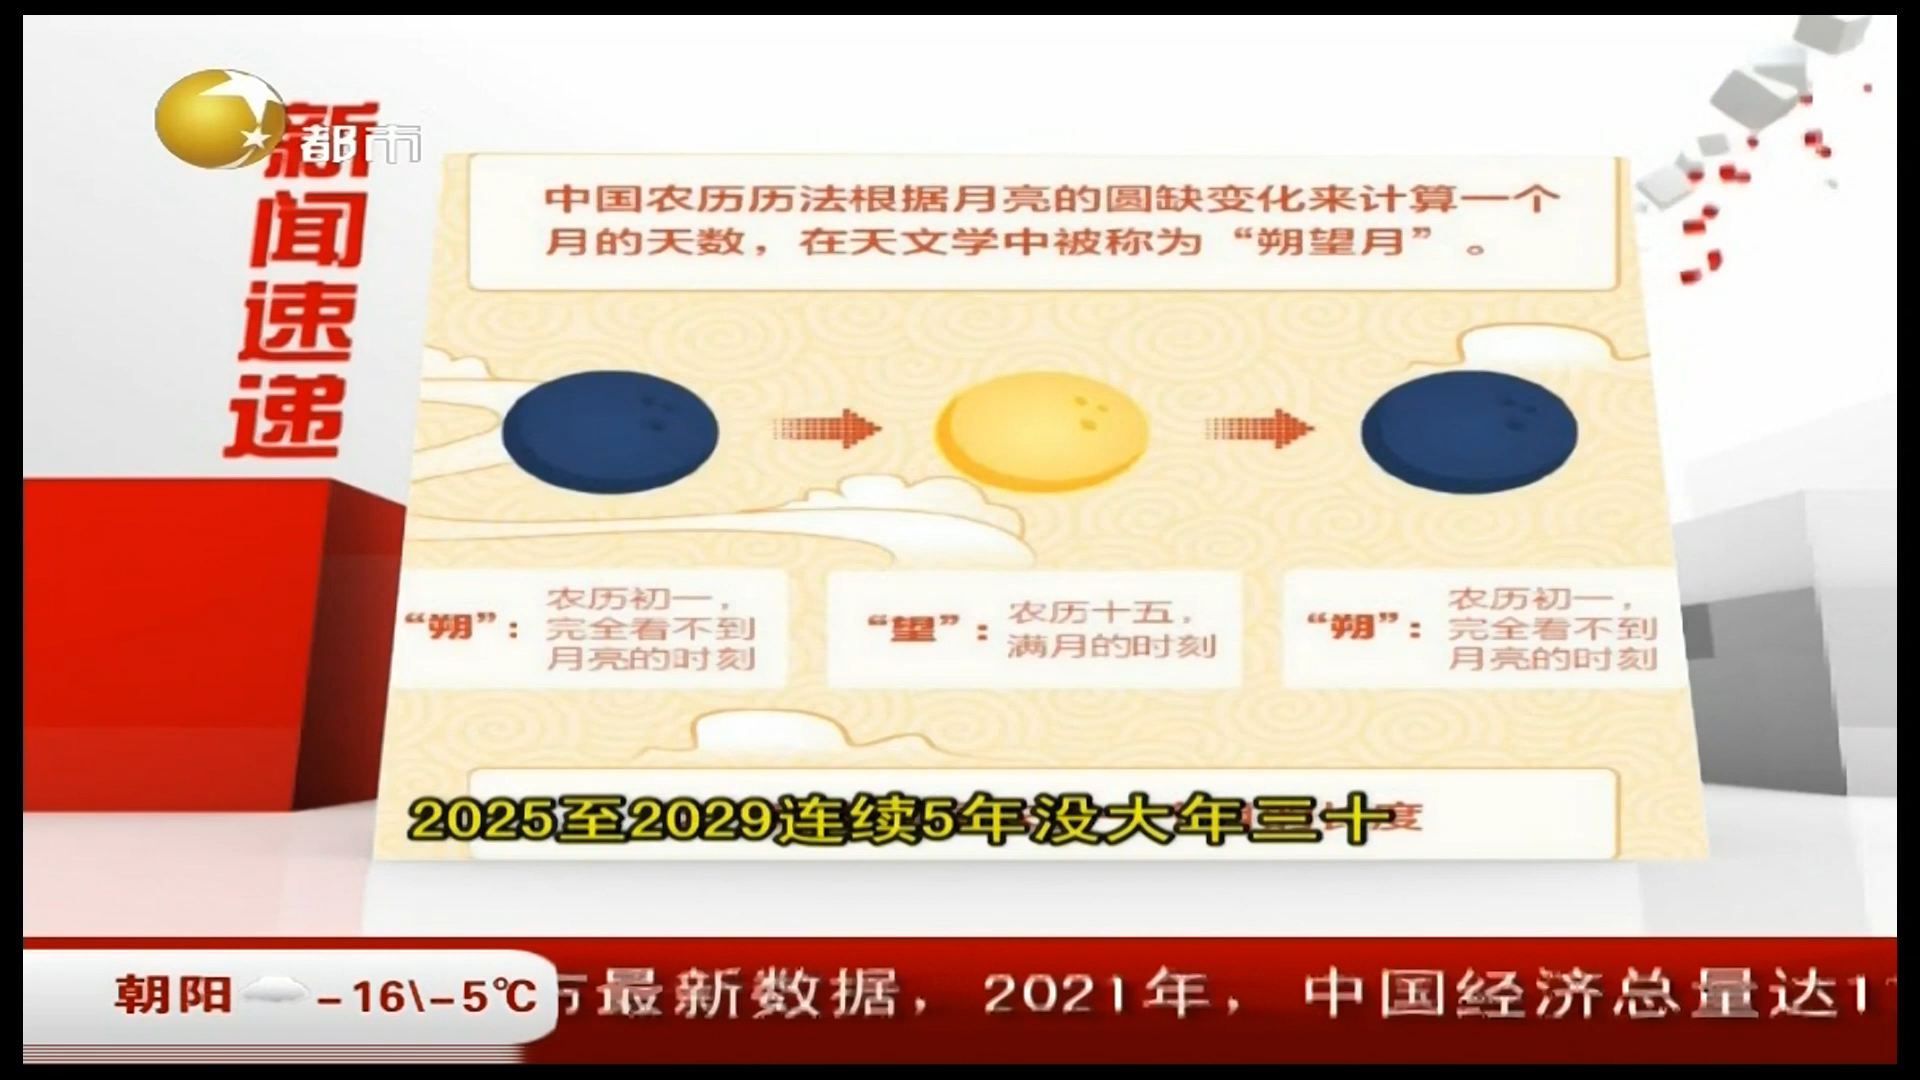 新闻速递
都市
中国农历历法根据月亮的圆缺变化来计算一个
月的天数，在天文学中被称为“朔望月”。
“朔”：
农历初一，
完全看不到
月亮的时刻
“望”：
农历十五，
满月的时刻
“朔”：
农历初一，
完全看不到
月亮的时刻
2025至2029连续5年没大年三十
长度
朝阳 -16\-5℃
最新数据，2021年，中国经济总量达1